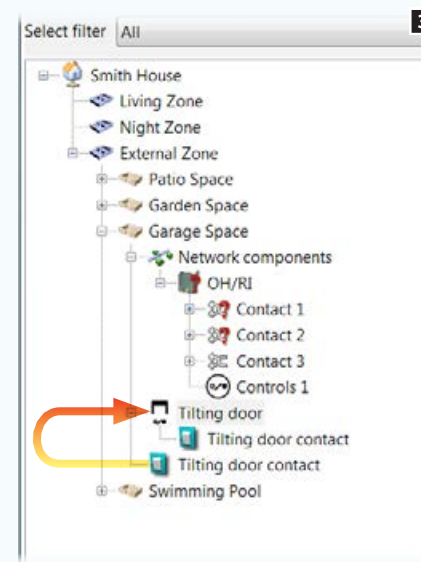 Select filter All
3
Smith House
Living Zone
Night Zone
External Zone
Patio Space
Garden Space
Garage Space
Network components
OH/RI
Contact 1
Contact 2
Contact 3
Controls 1
Tilting door
Tilting door contact
Tilting door contact
Swimming Pool